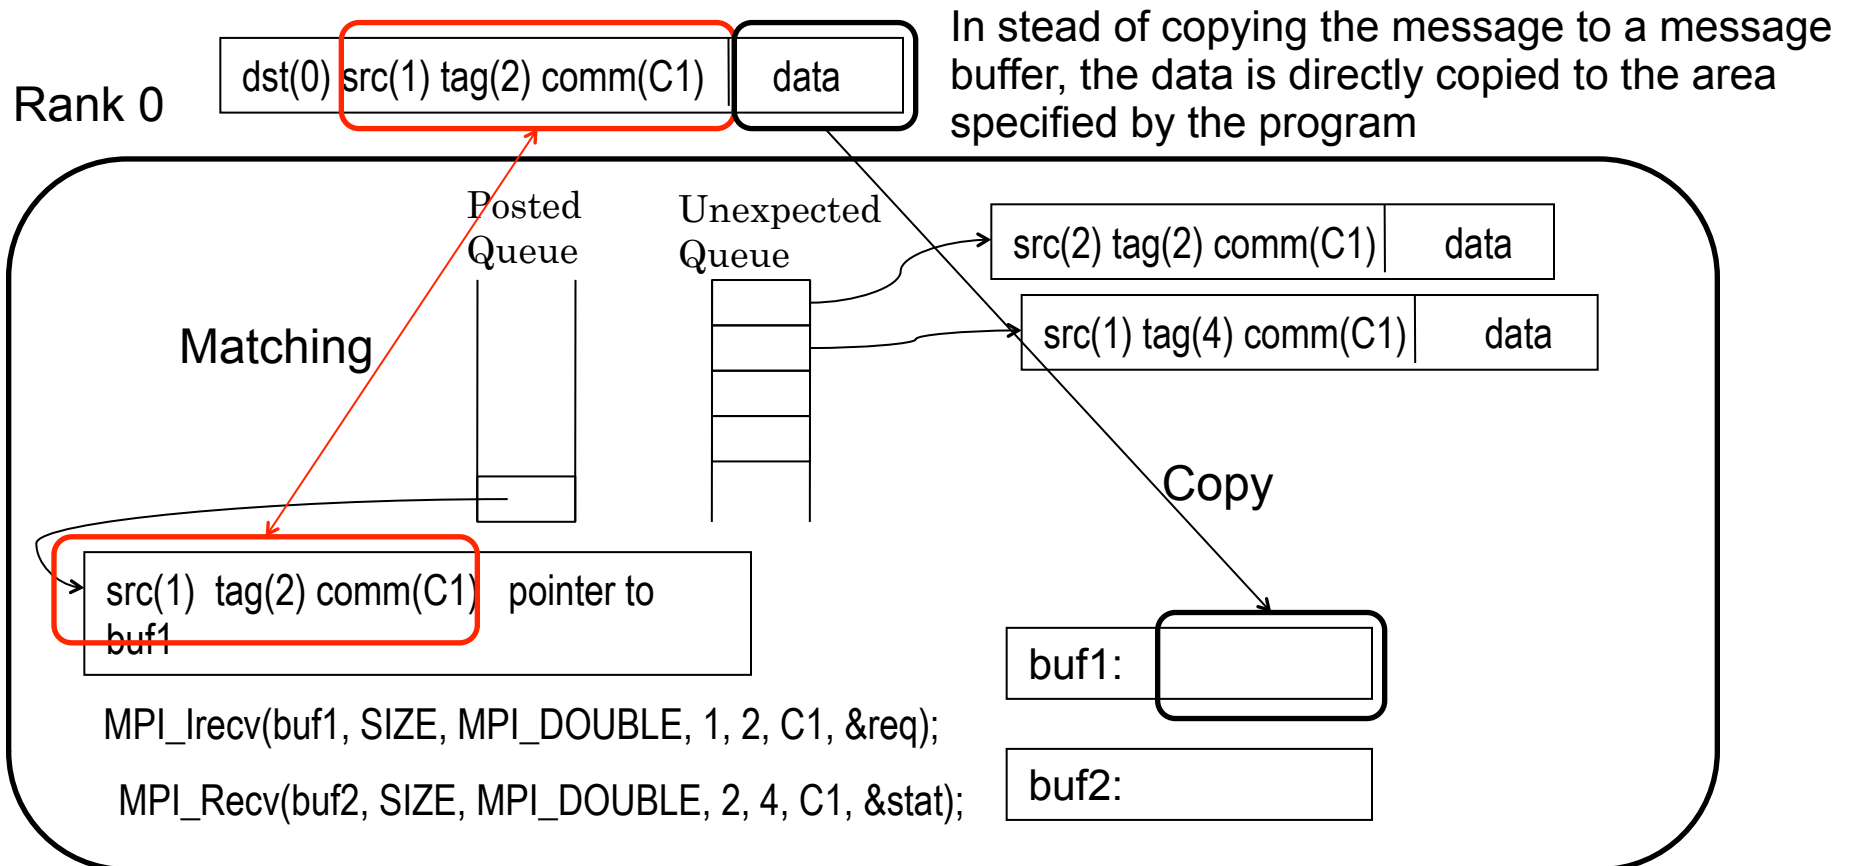 In stead of copying the message to a message
buffer, the data is directly copied to the area
specified by the program
Rank 0
dst(0) src(1) tag(2) comm(C1) data
Posted
Queue
Unexpected
Queue
src(2) tag(2) comm(C1) data
src(1) tag(4) comm(C1) data
Matching
Copy
src(1) tag(2) comm(C1) pointer to
buf1
buf1:
MPI_Irecv(buf1, SIZE, MPI_DOUBLE, 1, 2, C1, &req);
MPI_Recv(buf2, SIZE, MPI_DOUBLE, 2, 4, C1, &stat);
buf2: